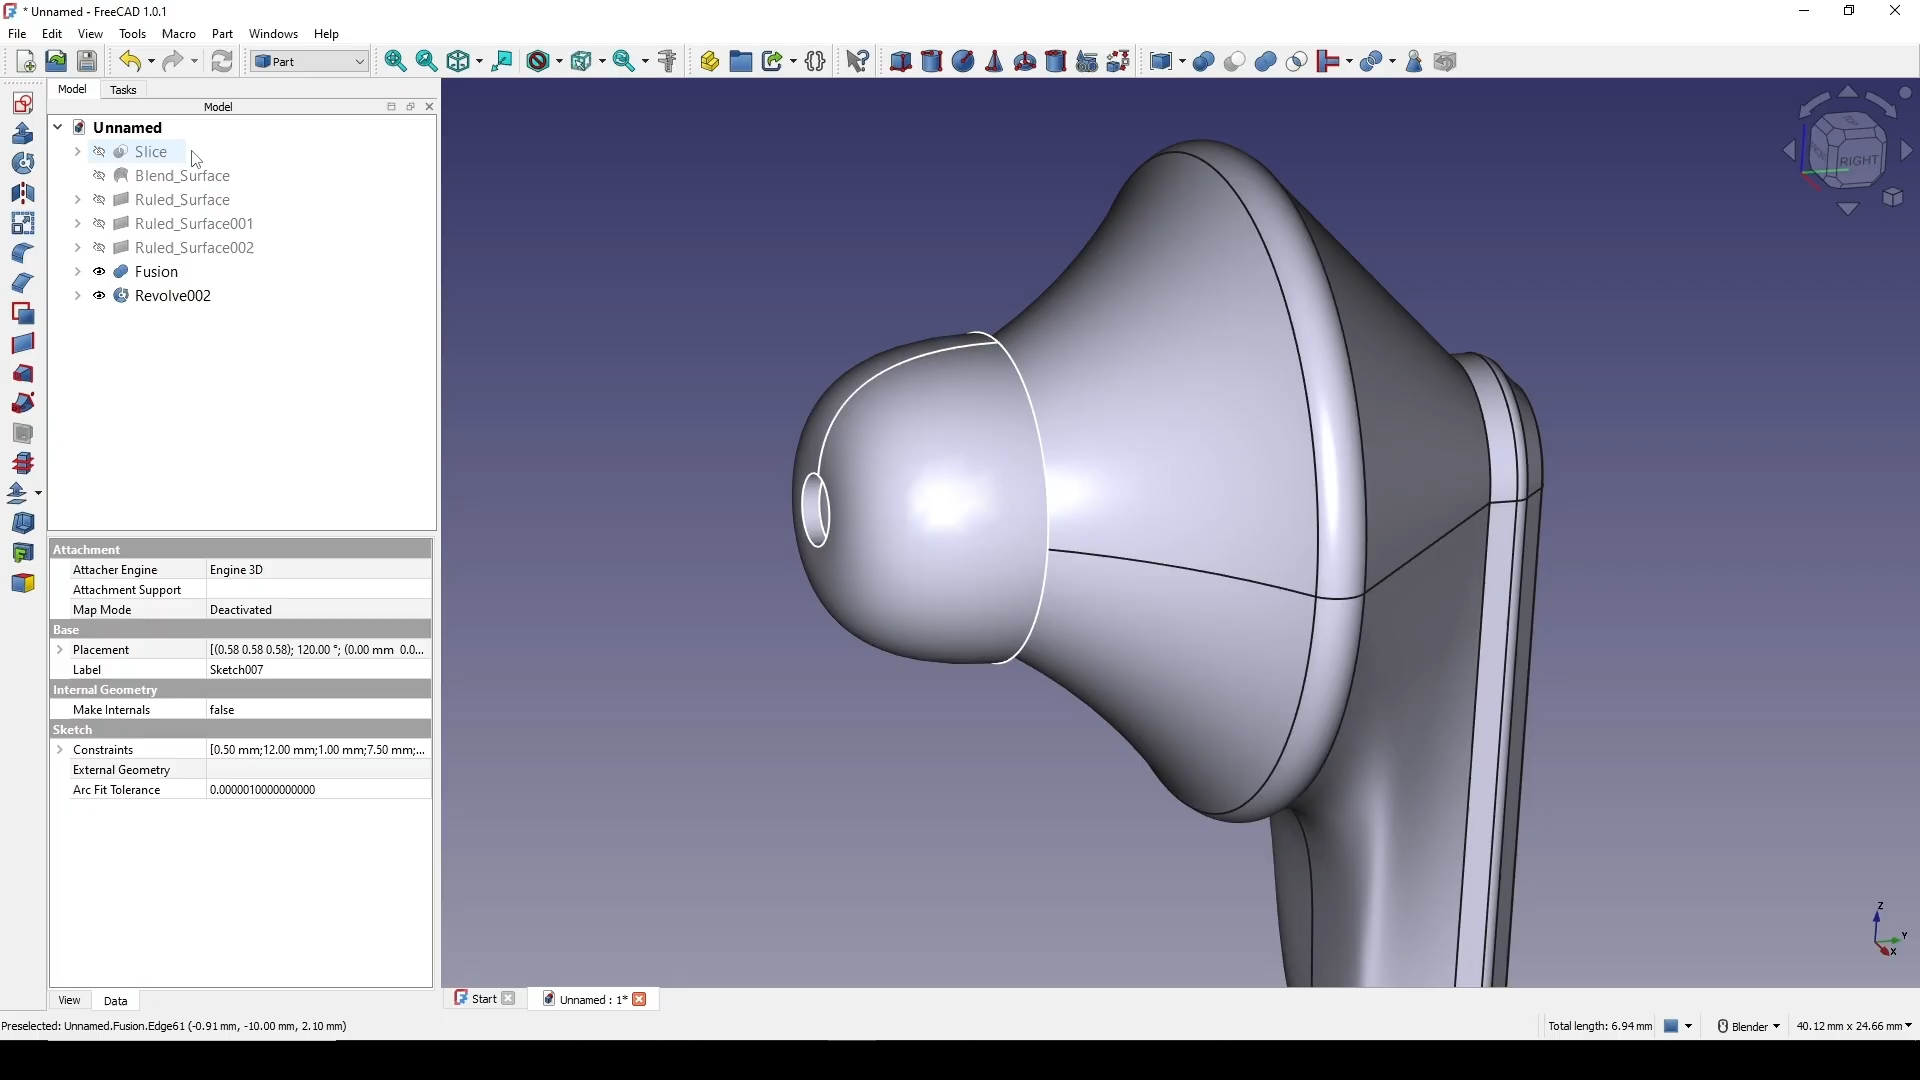 * Unnamed - FreeCAD 1.0.1
File Edit View Tools Macro Part Windows Help
Part
Model Tasks
Model
Unnamed
Slice
Blend_Surface
Ruled_Surface
Ruled_Surface001
Ruled_Surface002
Fusion
Revolve002
RIGHT
Attachment
Attacher Engine Engine 3D
Attachment Support
Map Mode Deactivated
Base
Placement [(0.58 0.58 0.58); 120.00 °; (0.00 mm 0.0...
Label Sketch007
Internal Geometry
Make Internals false
Sketch
Constraints [0.50 mm;12.00 mm;1.00 mm;7.50 mm;...
External Geometry
Arc Fit Tolerance 0.0000010000000000
Z
Y
X
View Data
Start Unnamed : 1*
Preselected: Unnamed.Fusion.Edge61 (-0.91 mm, -10.00 mm, 2.10 mm)
Total length: 6.94 mm Blender 40.12 mm x 24.66 mm